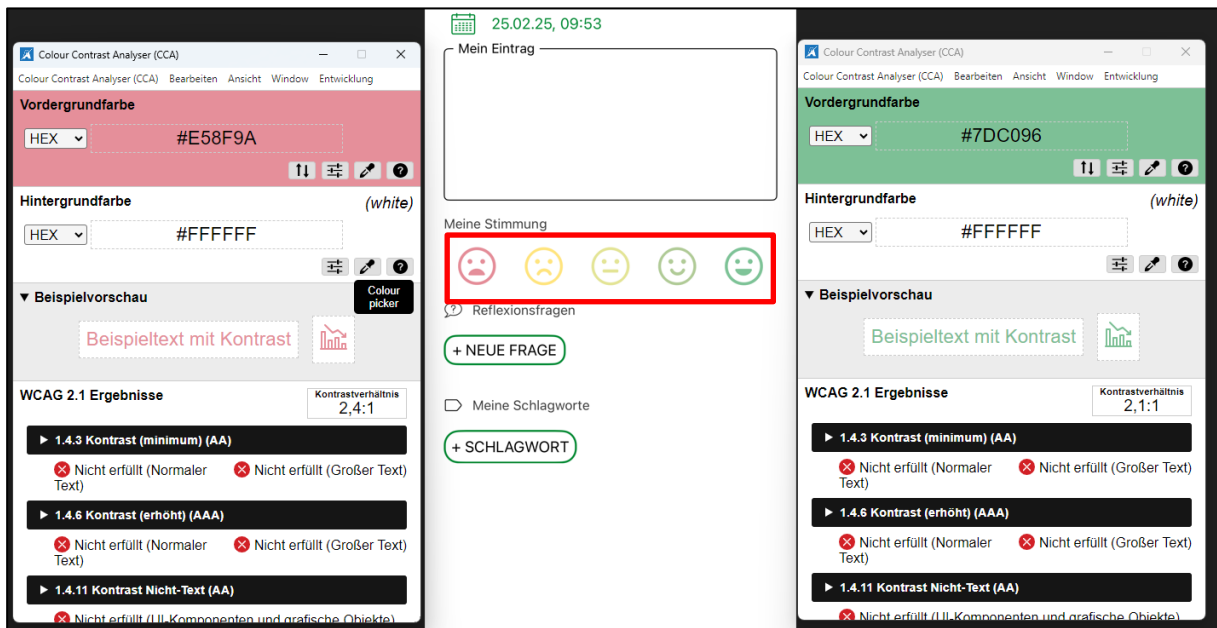 Colour Contrast Analyser (CCA)
Colour Contrast Analyser (CCA) Bearbeiten Ansicht Window Entwicklung
Vordergrundfarbe
HEX #E58F9A
Hintergrundfarbe (white)
HEX #FFFFFF
Colour
picker
▼ Beispielvorschau
Beispieltext mit Kontrast
WCAG 2.1 Ergebnisse
Kontrastverhältnis
2,4:1
▶ 1.4.3 Kontrast (minimum) (AA)
Nicht erfüllt (Normaler Nicht erfüllt (Großer Text)
Text)
▶ 1.4.6 Kontrast (erhöht) (AAA)
Nicht erfüllt (Normaler Nicht erfüllt (Großer Text)
Text)
▶ 1.4.11 Kontrast Nicht-Text (AA)
Nicht erfüllt (UI-Komponenten und grafische Objekte)
25.02.25, 09:53
Mein Eintrag
Meine Stimmung
Reflexionsfragen
+ NEUE FRAGE
Meine Schlagworte
+ SCHLAGWORT
Colour Contrast Analyser (CCA)
Colour Contrast Analyser (CCA) Bearbeiten Ansicht Window Entwicklung
Vordergrundfarbe
HEX #7DC096
Hintergrundfarbe (white)
HEX #FFFFFF
▼ Beispielvorschau
Beispieltext mit Kontrast
WCAG 2.1 Ergebnisse
Kontrastverhältnis
2,1:1
▶ 1.4.3 Kontrast (minimum) (AA)
Nicht erfüllt (Normaler Nicht erfüllt (Großer Text)
Text)
▶ 1.4.6 Kontrast (erhöht) (AAA)
Nicht erfüllt (Normaler Nicht erfüllt (Großer Text)
Text)
▶ 1.4.11 Kontrast Nicht-Text (AA)
Nicht erfüllt (UI-Komponenten und grafische Objekte)